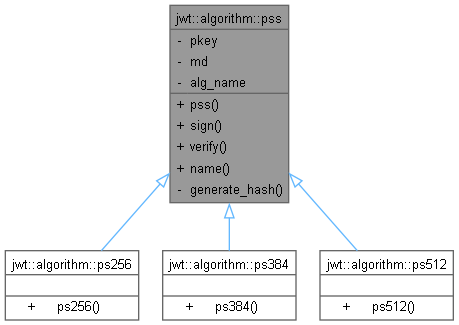 jwt::algorithm::pss
- pkey
- md
- alg_name
+ pss()
+ sign()
+ verify()
+ name()
- generate_hash()
jwt::algorithm::ps256
+ ps256()
jwt::algorithm::ps384
+ ps384()
jwt::algorithm::ps512
+ ps512()